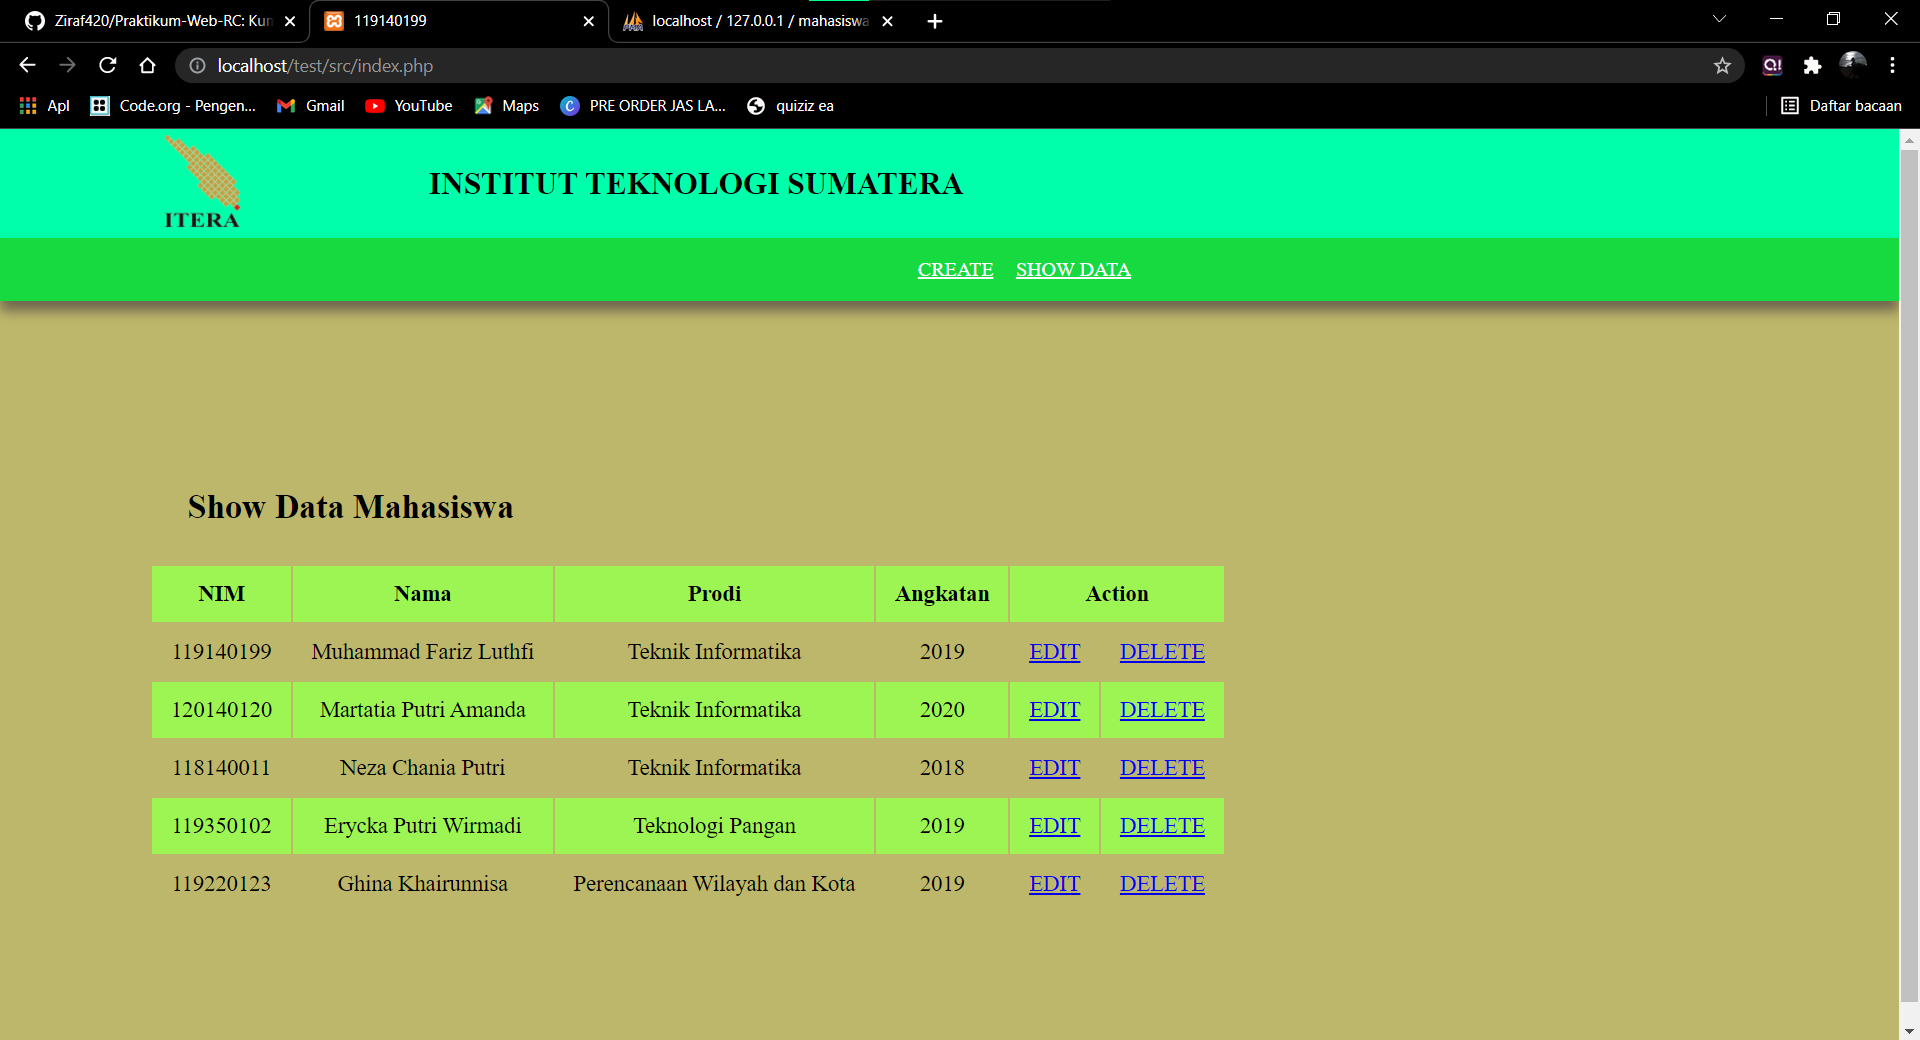 Ziraf420/Praktikum-Web-RC: Kun
119140199
localhost / 127.0.0.1 / mahasiswa
localhost/test/src/index.php
Apl
Code.org - Pengen...
Gmail
YouTube
Maps
PRE ORDER JAS LA...
quiziz ea
Daftar bacaan
ITERA
INSTITUT TEKNOLOGI SUMATERA
CREATE SHOW DATA
Show Data Mahasiswa
NIM Nama Prodi Angkatan Action
119140199 Muhammad Fariz Luthfi Teknik Informatika 2019 EDIT DELETE
120140120 Martatia Putri Amanda Teknik Informatika 2020 EDIT DELETE
118140011 Neza Chania Putri Teknik Informatika 2018 EDIT DELETE
119350102 Erycka Putri Wirmadi Teknologi Pangan 2019 EDIT DELETE
119220123 Ghina Khairunnisa Perencanaan Wilayah dan Kota 2019 EDIT DELETE